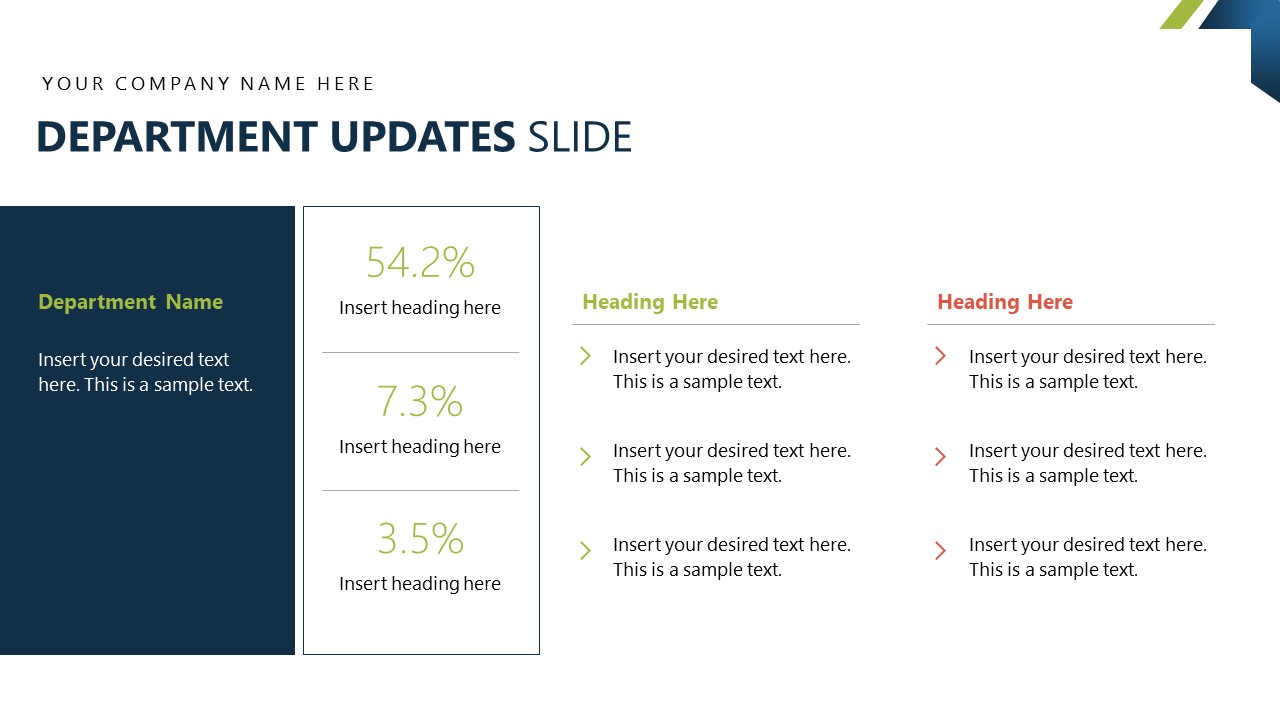 YOUR COMPANY NAME HERE
DEPARTMENT UPDATES SLIDE
Department Name
Insert your desired text
here. This is a sample text.
54.2%
Insert heading here
7.3%
Insert heading here
3.5%
Insert heading here
Heading Here
Insert your desired text here.
This is a sample text.
Insert your desired text here.
This is a sample text.
Insert your desired text here.
This is a sample text.
Heading Here
Insert your desired text here.
This is a sample text.
Insert your desired text here.
This is a sample text.
Insert your desired text here.
This is a sample text.